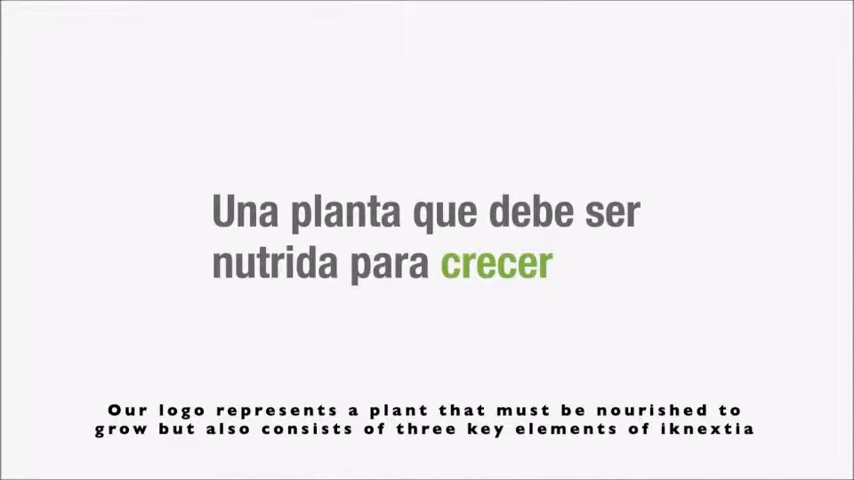 Una planta que debe ser
nutrida para crecer
Our logo represents a plant that must be nourished to
grow but also consists of three key elements of iknextia